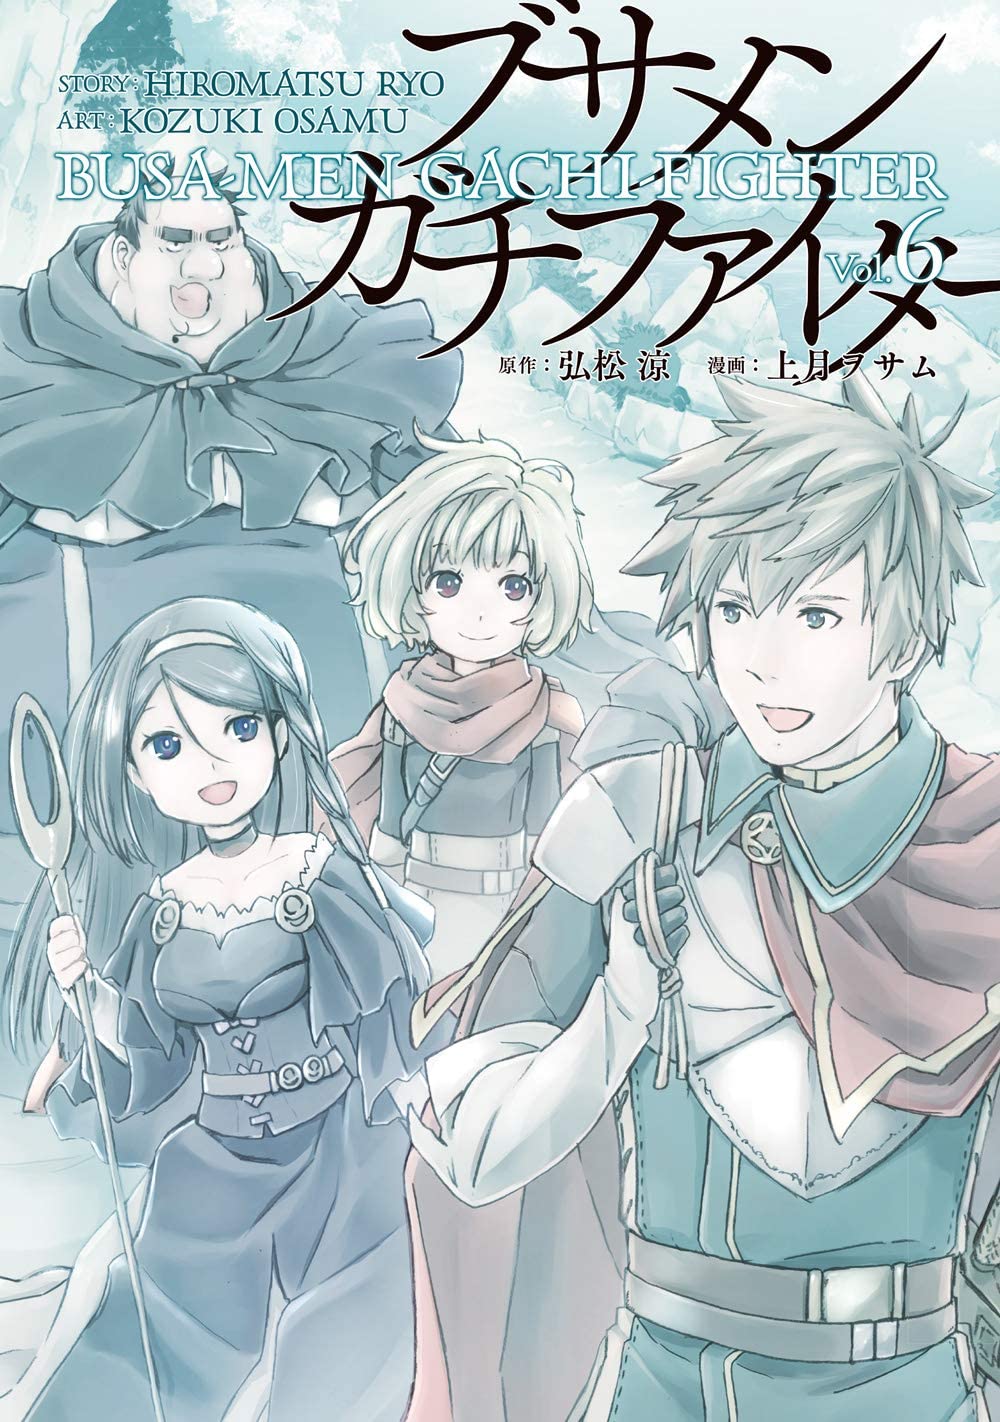 STORY : HIROMATSU RYO
ART : KOZUKI OSAMU
ブサメン
BUSA-MEN GACHI FIGHTER
ガチファイター
Vol.6
原作：弘松 涼　漫画：上月ヲサム